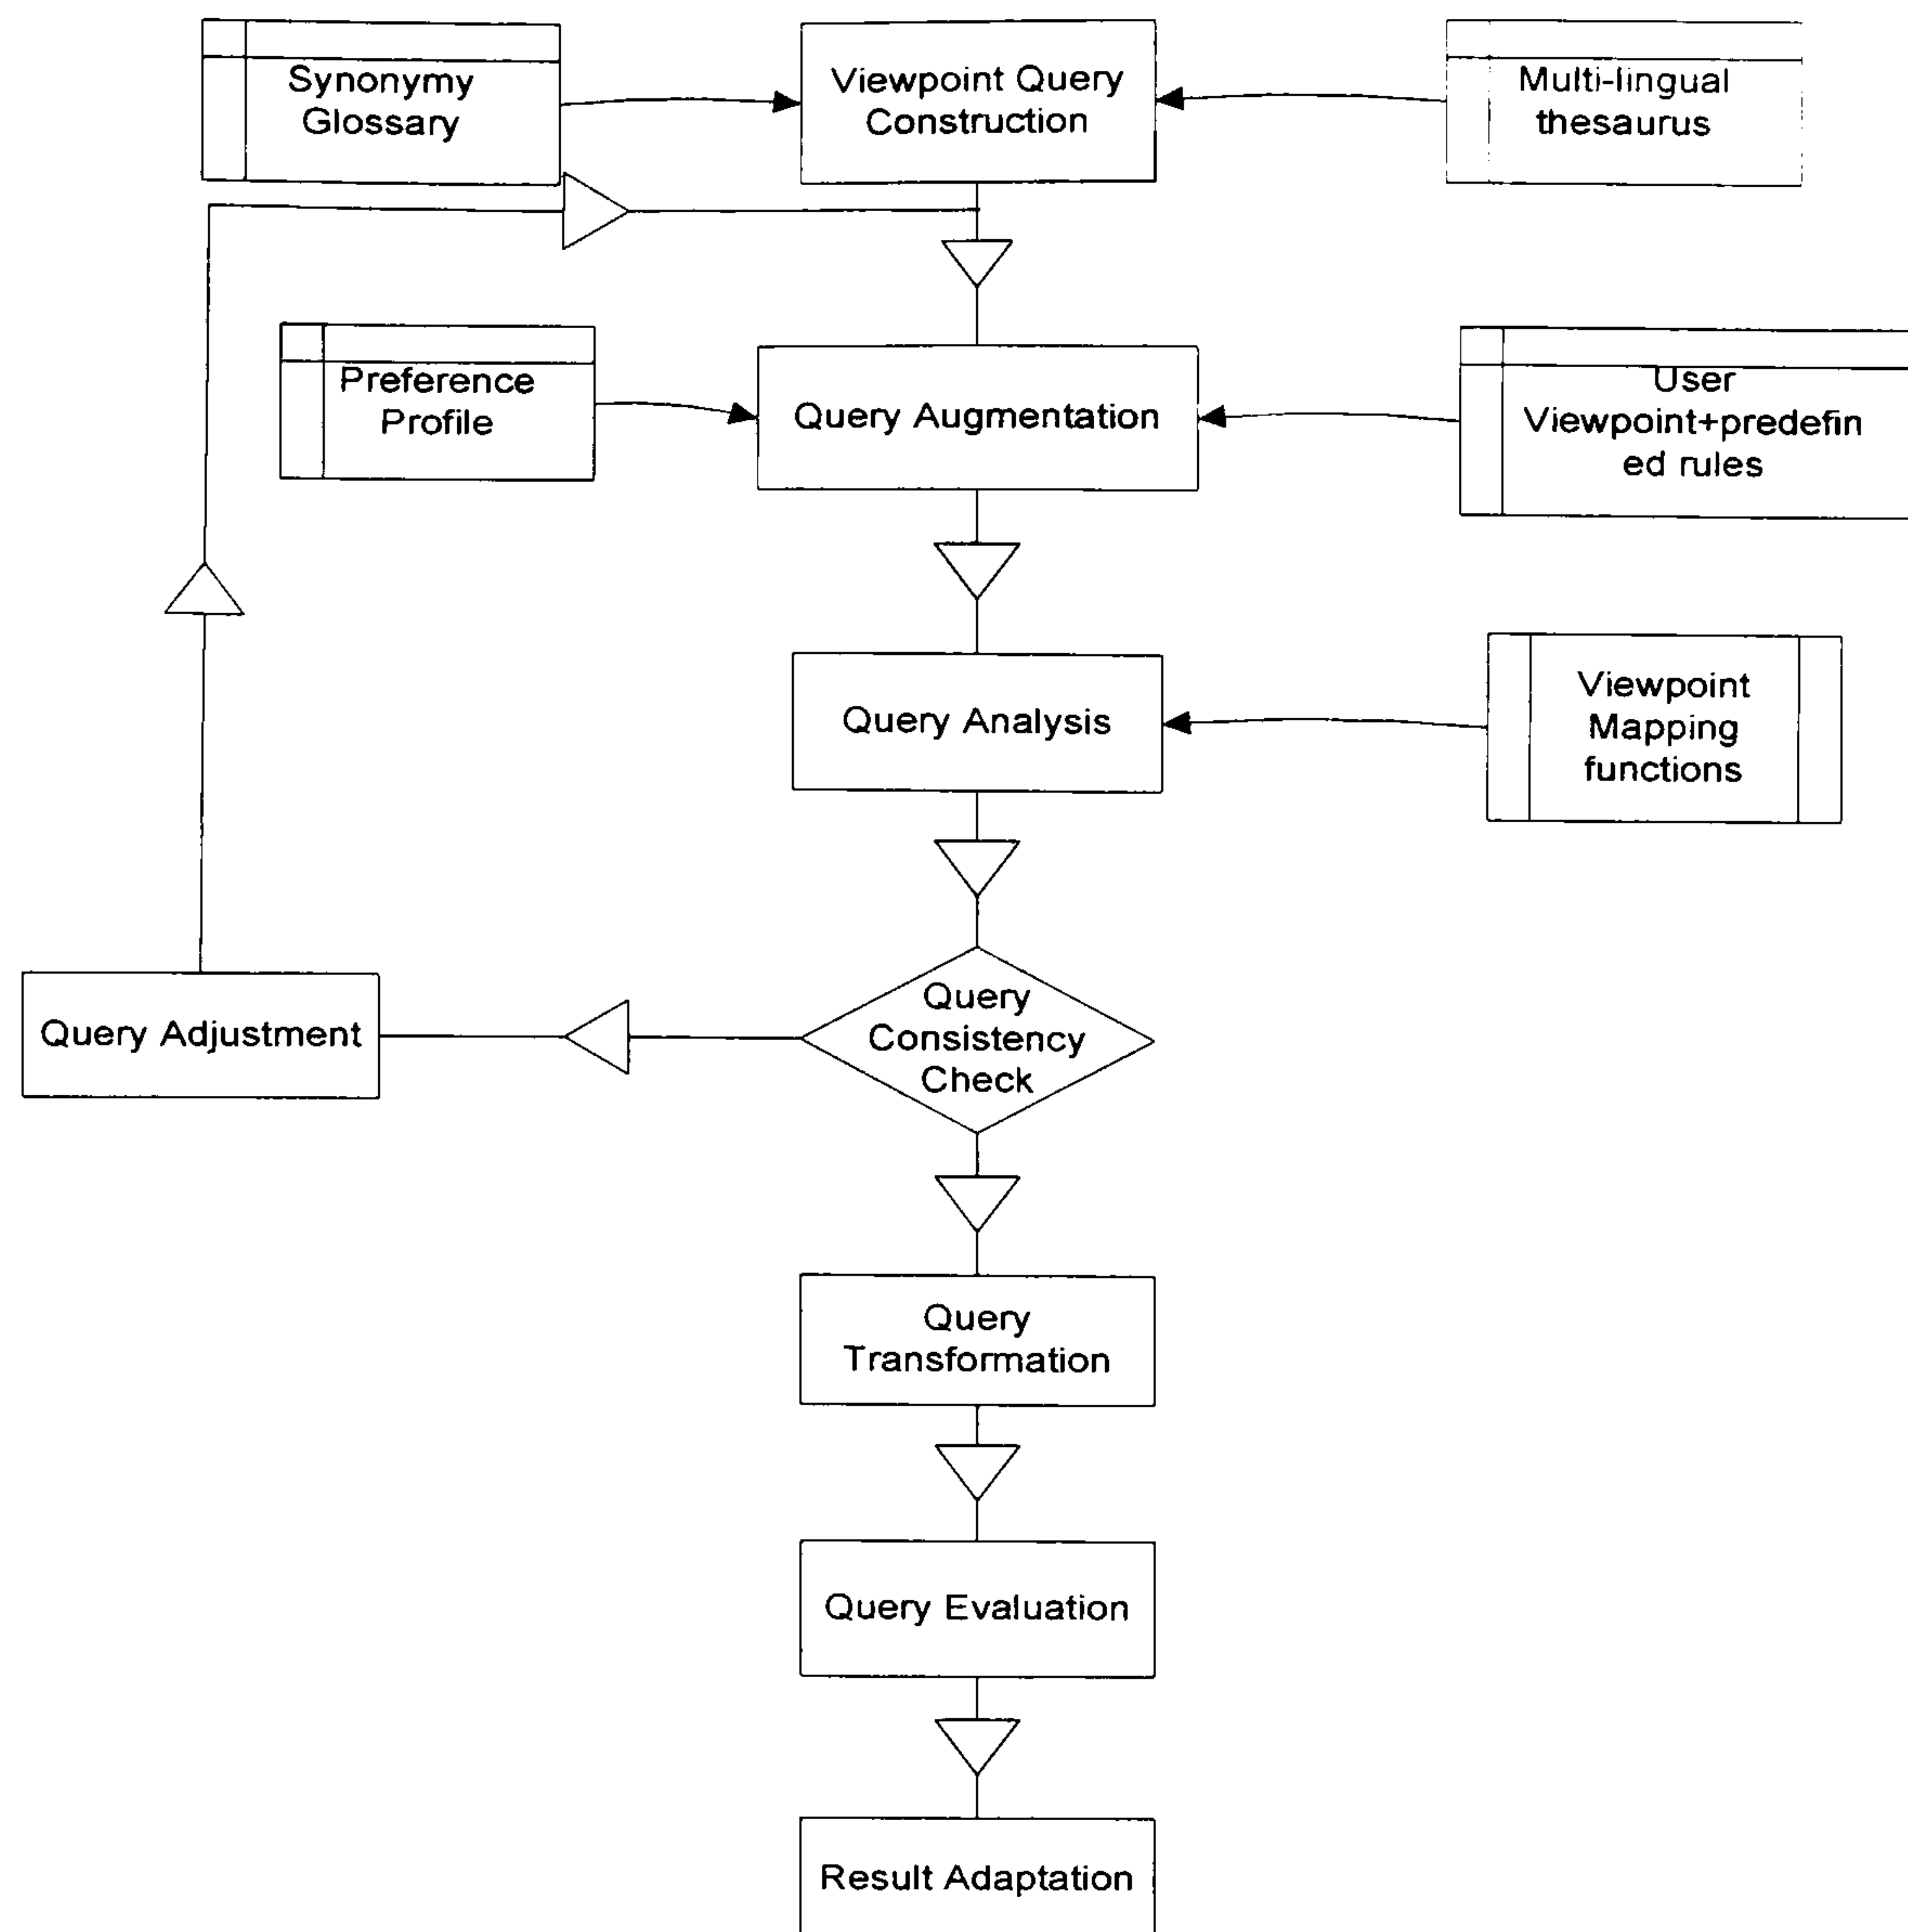 Synonymy
Glossary
Viewpoint Query
Construction
Multi-lingual
thesaurus
Preference
Profile
Query Augmentation
User
Viewpoint+predefin
ed rules
Query Analysis
Viewpoint
Mapping
functions
Query Adjustment
Query
Consistency
Check
Query
Transformation
Query Evaluation
Result Adaptation